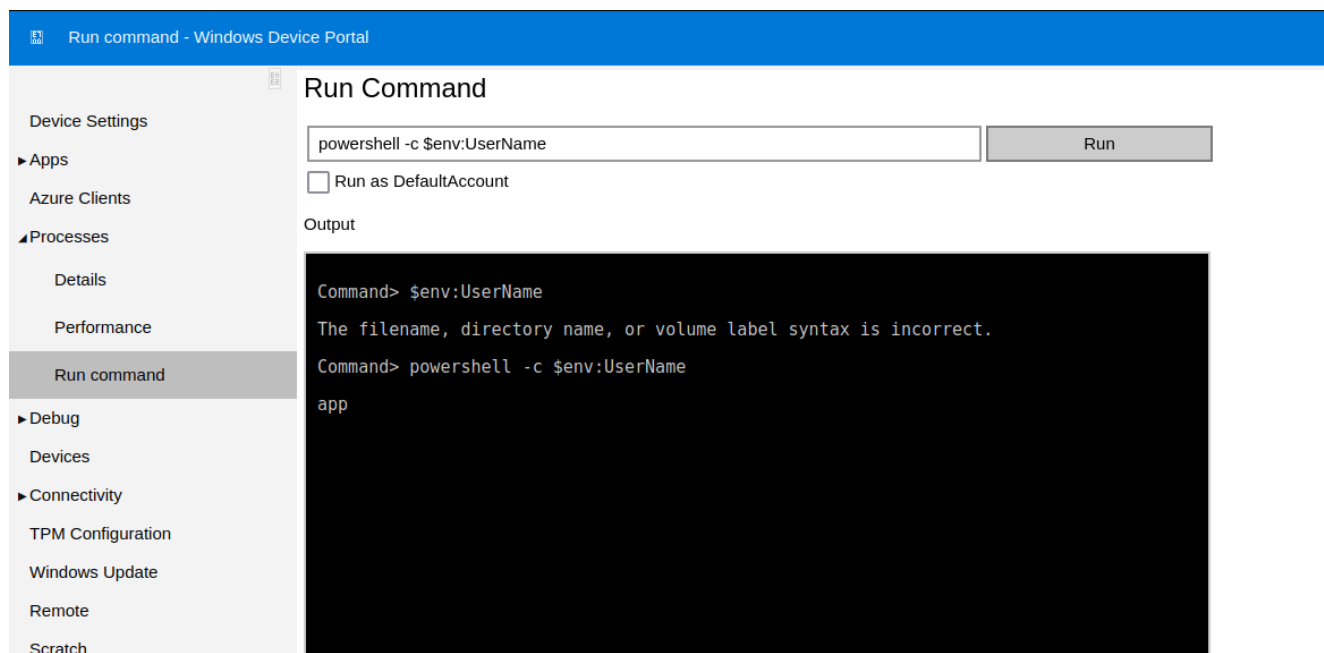 Run command - Windows Device Portal
Run Command
Device Settings
powershell -c $env:UserName
Run
Apps
Run as DefaultAccount
Azure Clients
Output
Processes
Details
Performance
Run command
Debug
Devices
Connectivity
TPM Configuration
Windows Update
Remote
Scratch
Command> $env:UserName
The filename, directory name, or volume label syntax is incorrect.
Command> powershell -c $env:UserName
app